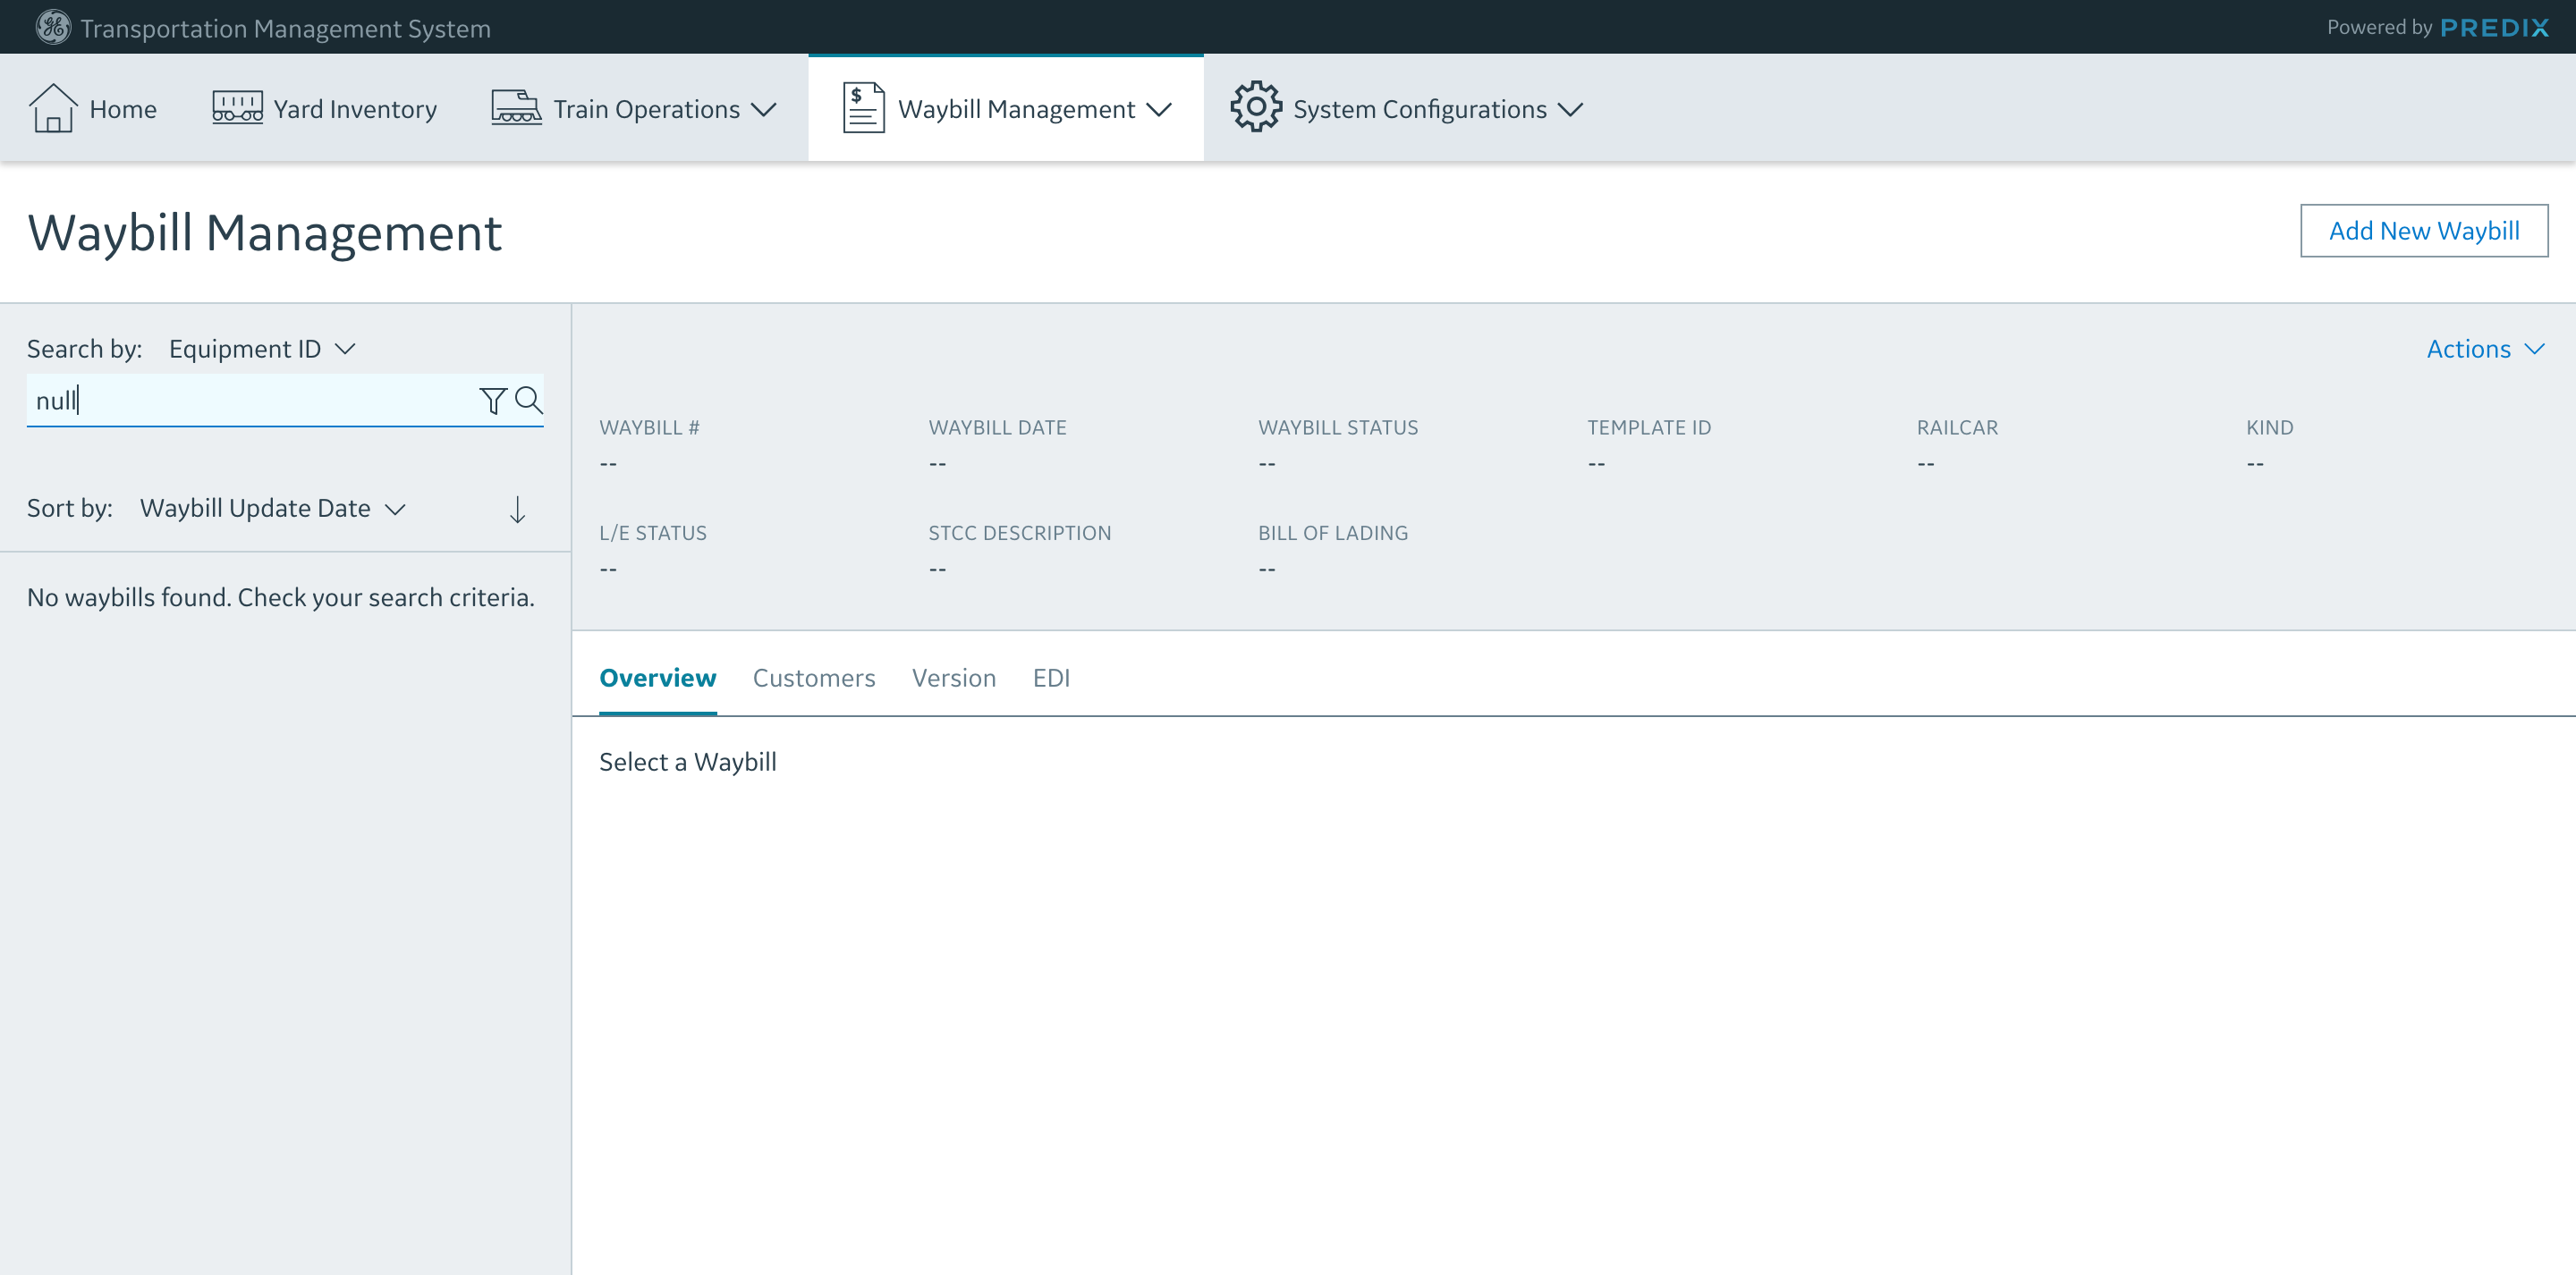 Transportation Management System
Powered by PREDIX
Home
Yard Inventory
Train Operations
$
Waybill Management
System Configurations
Waybill Management
Add New Waybill
Search by: Equipment ID
null
Sort by: Waybill Update Date
No waybills found. Check your search criteria.
Actions
WAYBILL #
--
WAYBILL DATE
--
WAYBILL STATUS
--
TEMPLATE ID
--
RAILCAR
--
KIND
--
L/E STATUS
--
STCC DESCRIPTION
--
BILL OF LADING
--
Overview
Customers
Version
EDI
Select a Waybill